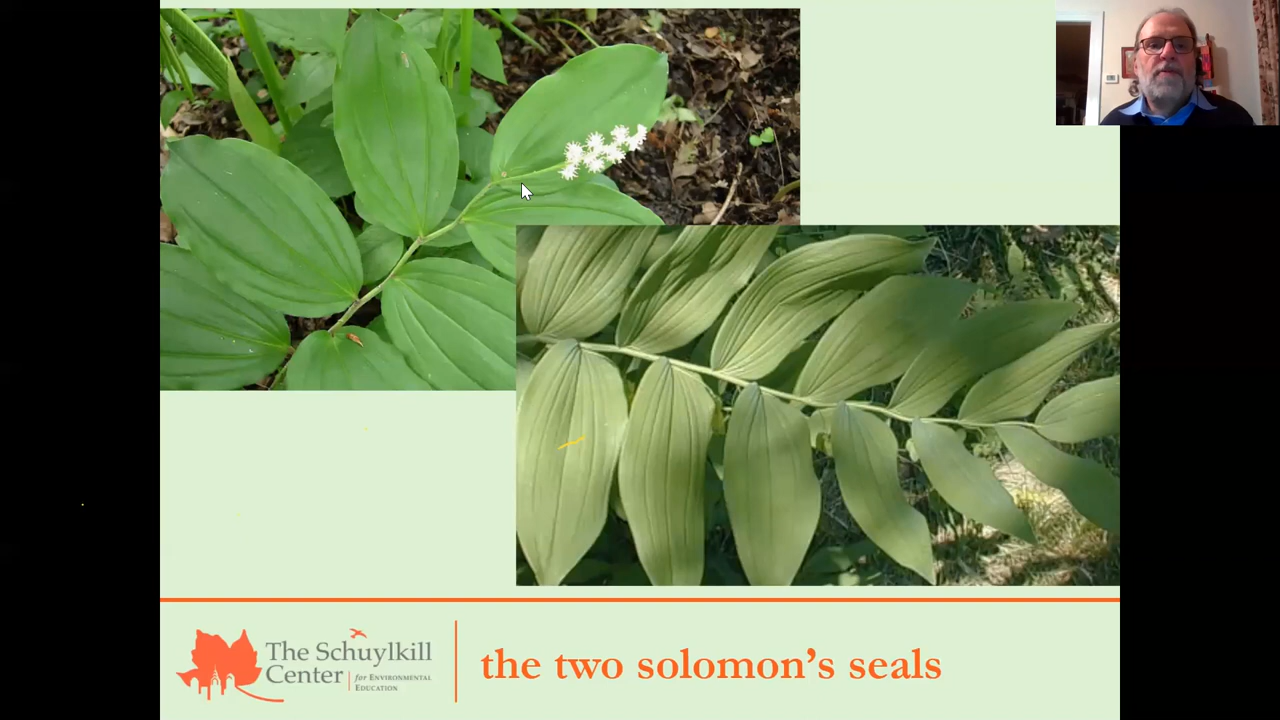 The Schuylkill
Center
for ENVIRONMENTAL
EDUCATION
the two solomon's seals